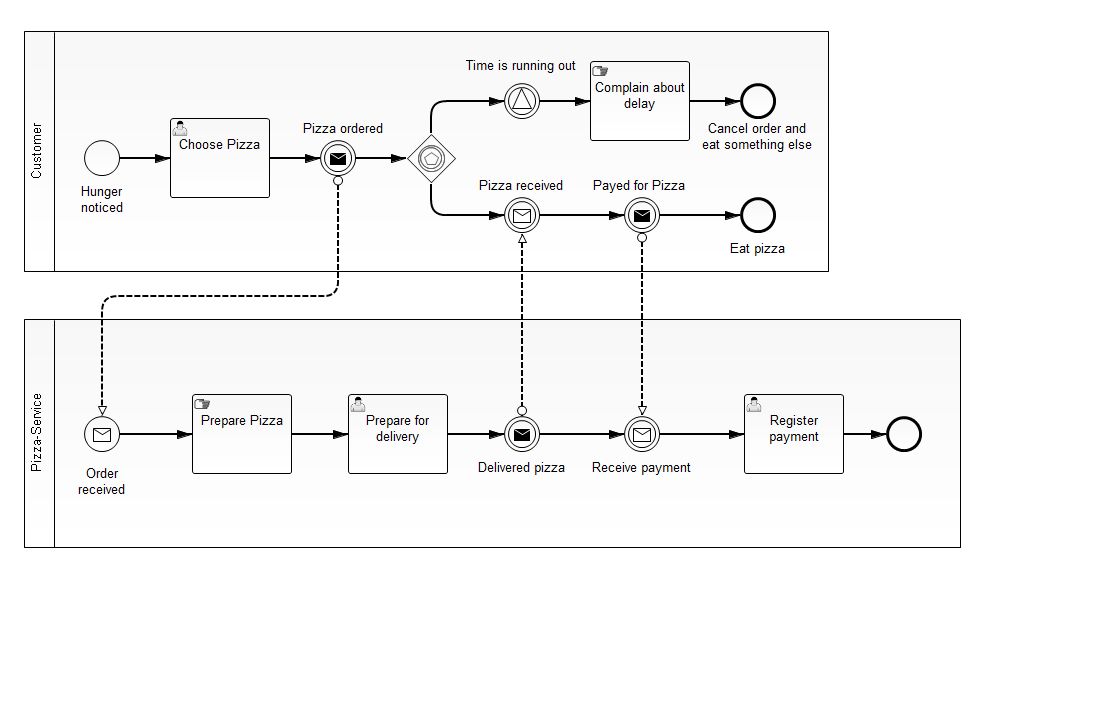 Customer
Time is running out
Complain about
delay
Cancel order and
eat something else
Pizza ordered
Choose Pizza
Hunger
noticed
Pizza received
Payed for Pizza
Eat pizza
Pizza-Service
Prepare Pizza
Prepare for
delivery
Register
payment
Order
received
Delivered pizza
Receive payment